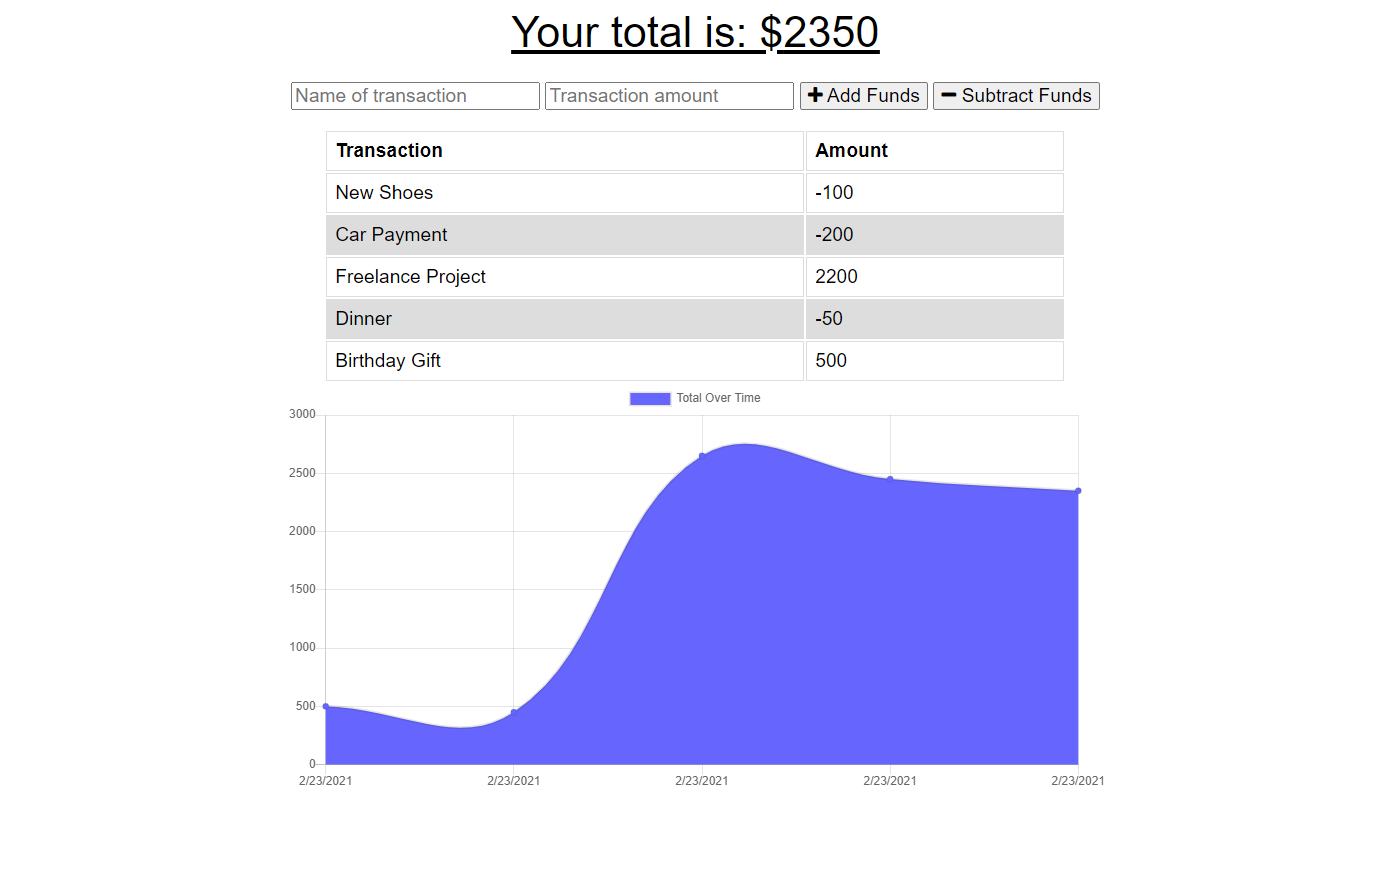 Your total is: $2350
Name of transaction Transaction amount Add Funds Subtract Funds
Transaction Amount
New Shoes -100
Car Payment -200
Freelance Project 2200
Dinner -50
Birthday Gift 500
Total Over Time
3000
2500
2000
1500
1000
500
0
2/23/2021 2/23/2021 2/23/2021 2/23/2021 2/23/2021